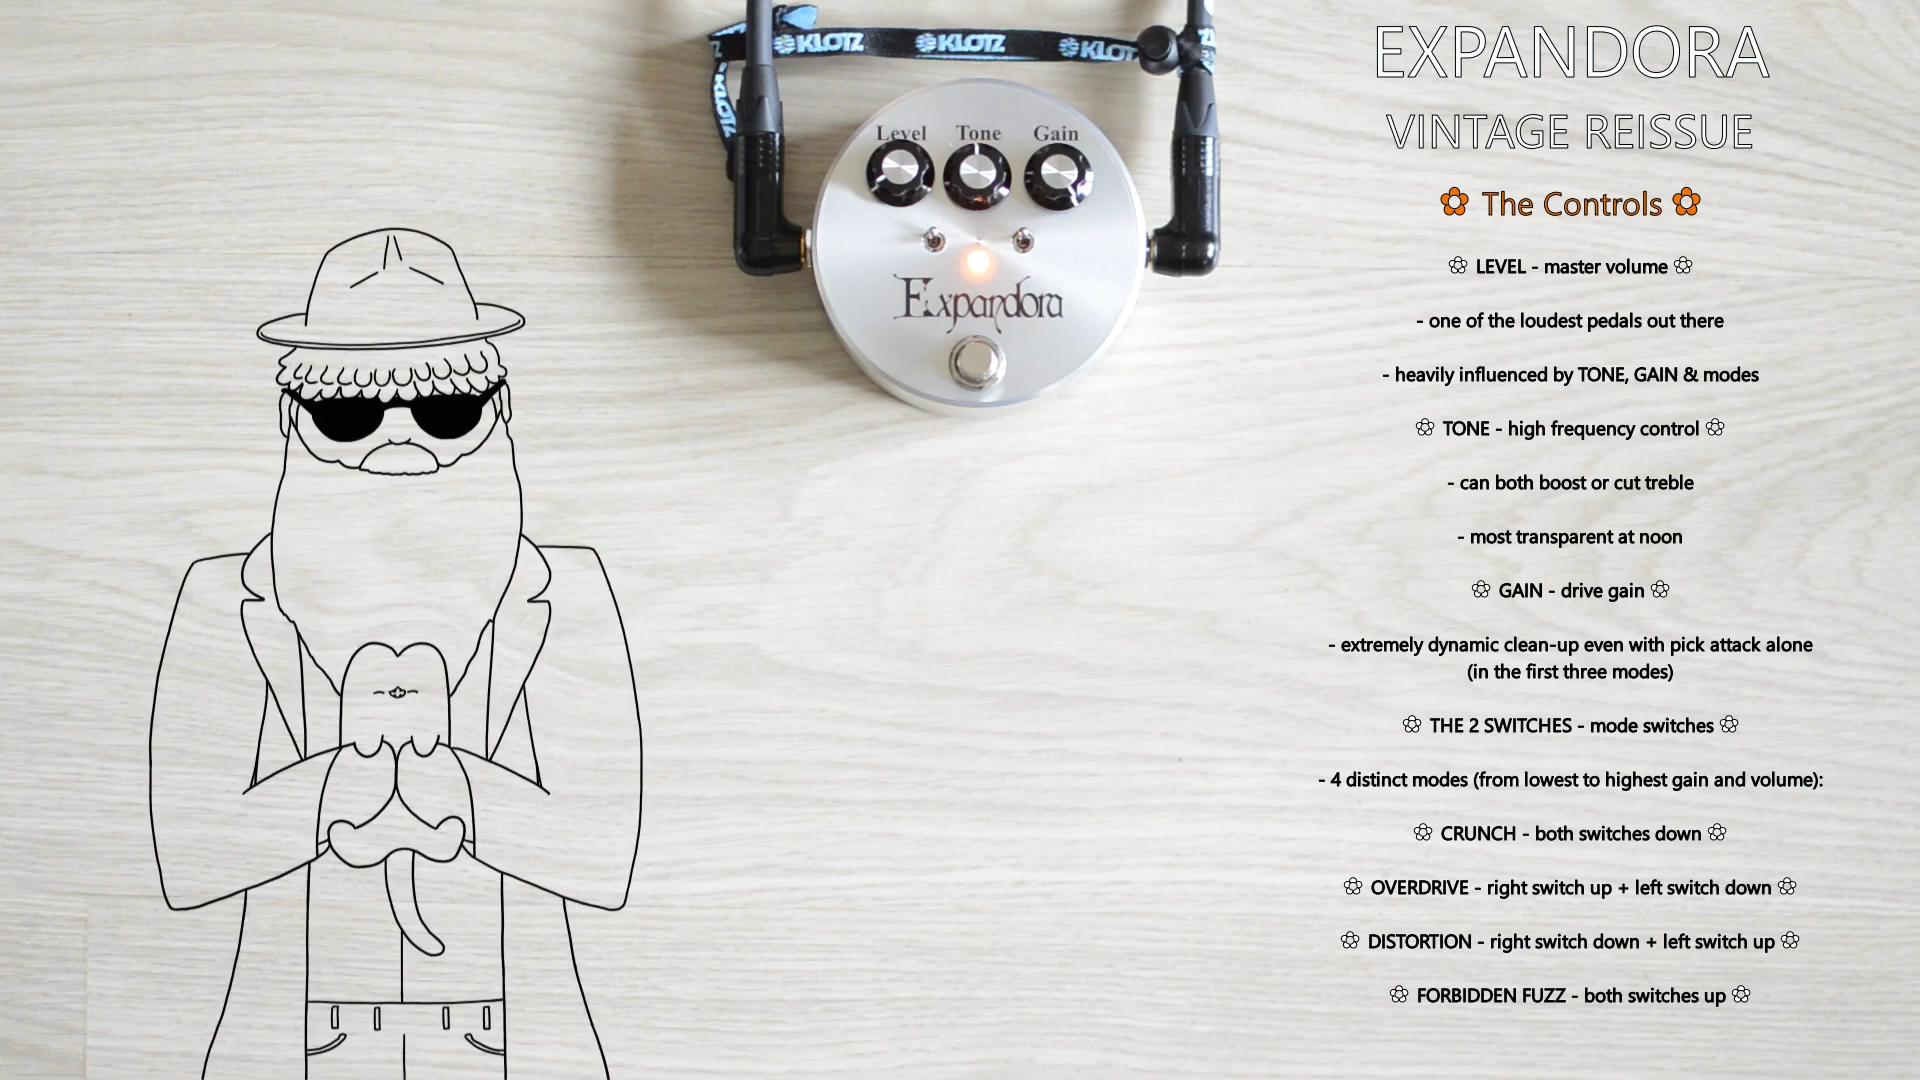 KLOTZ KLOTZ KLOT
KLOTZ
EXPANDORA
VINTAGE REISSUE
Level Tone Gain
Expandora
The Controls
LEVEL - master volume
- one of the loudest pedals out there
- heavily influenced by TONE, GAIN & modes
TONE - high frequency control
- can both boost or cut treble
- most transparent at noon
GAIN - drive gain
- extremely dynamic clean-up even with pick attack alone
(in the first three modes)
THE 2 SWITCHES - mode switches
- 4 distinct modes (from lowest to highest gain and volume):
CRUNCH - both switches down
OVERDRIVE - right switch up + left switch down
DISTORTION - right switch down + left switch up
FORBIDDEN FUZZ - both switches up